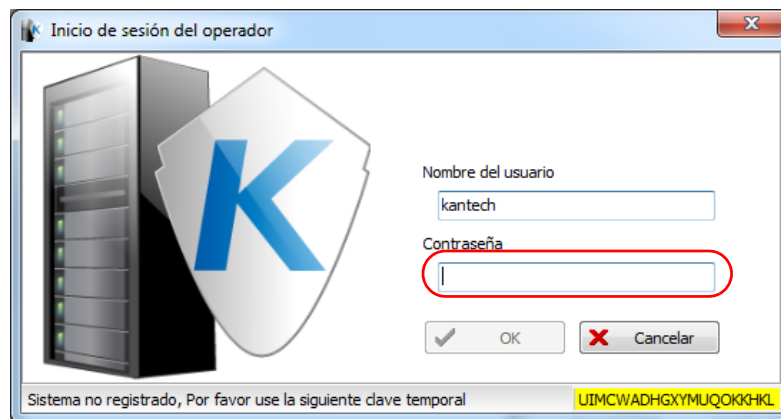 Inicio de sesión del operador
K
Nombre del usuario
kantech
Contraseña
OK
Cancelar
Sistema no registrado, Por favor use la siguiente clave temporal UIMCWADHGXYMUQOKKHKL